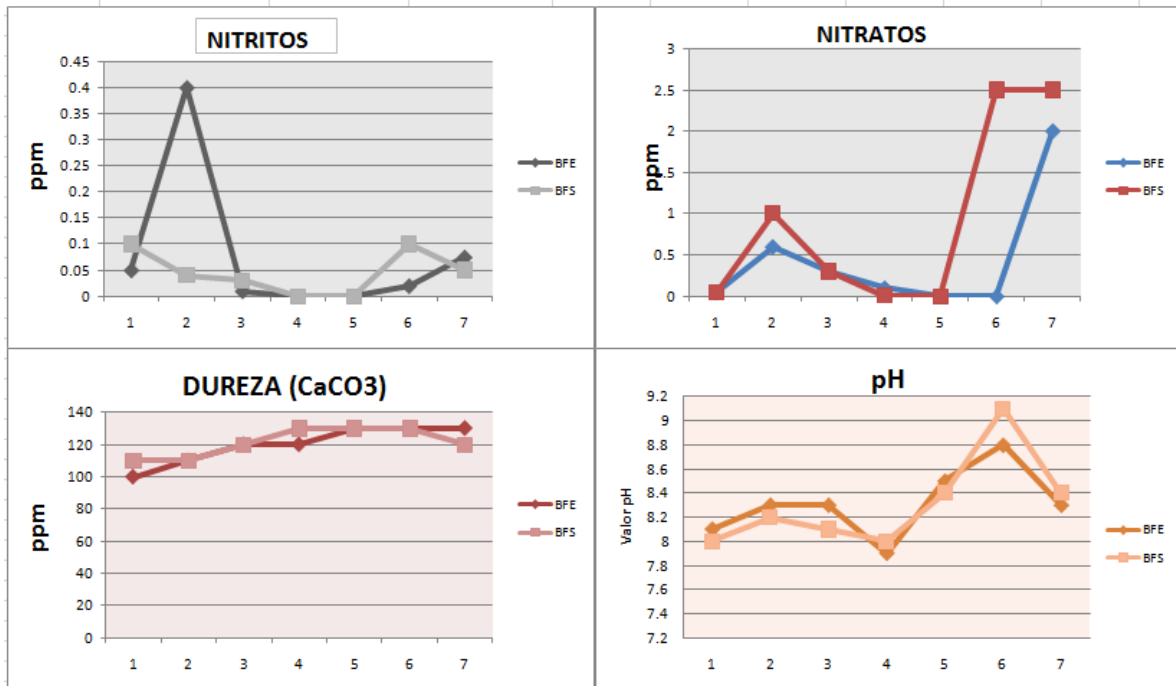 NITRITOS
ppm
0.45
0.4
0.35
0.3
0.25
0.2
0.15
0.1
0.05
0
1 2 3 4 5 6 7
BFE
BFS
NITRATOS
ppm
3
2.5
2
1.5
1
0.5
0
1 2 3 4 5 6 7
BFE
BFS
DUREZA (CaCO3)
ppm
140
120
100
80
60
40
20
0
1 2 3 4 5 6 7
BFE
BFS
pH
Valor pH
9.2
9
8.8
8.6
8.4
8.2
8
7.8
7.6
7.4
7.2
1 2 3 4 5 6 7
BFE
BFS